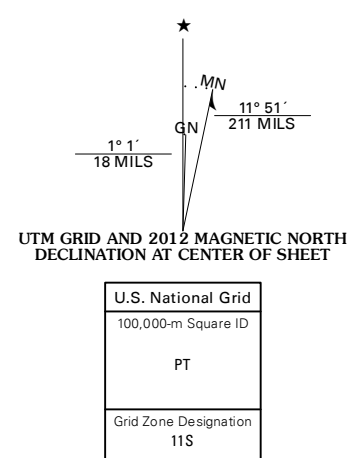 ★
MN
11° 51´
211 MILS
GN
1° 1´
18 MILS
UTM GRID AND 2012 MAGNETIC NORTH
DECLINATION AT CENTER OF SHEET
U.S. National Grid
100,000-m Square ID
PT
Grid Zone Designation
11S